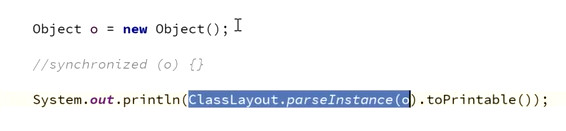 Object o = new Object();
//synchronized (o) {}
System.out.println(ClassLayout.parseInstance(o).toPrintable());